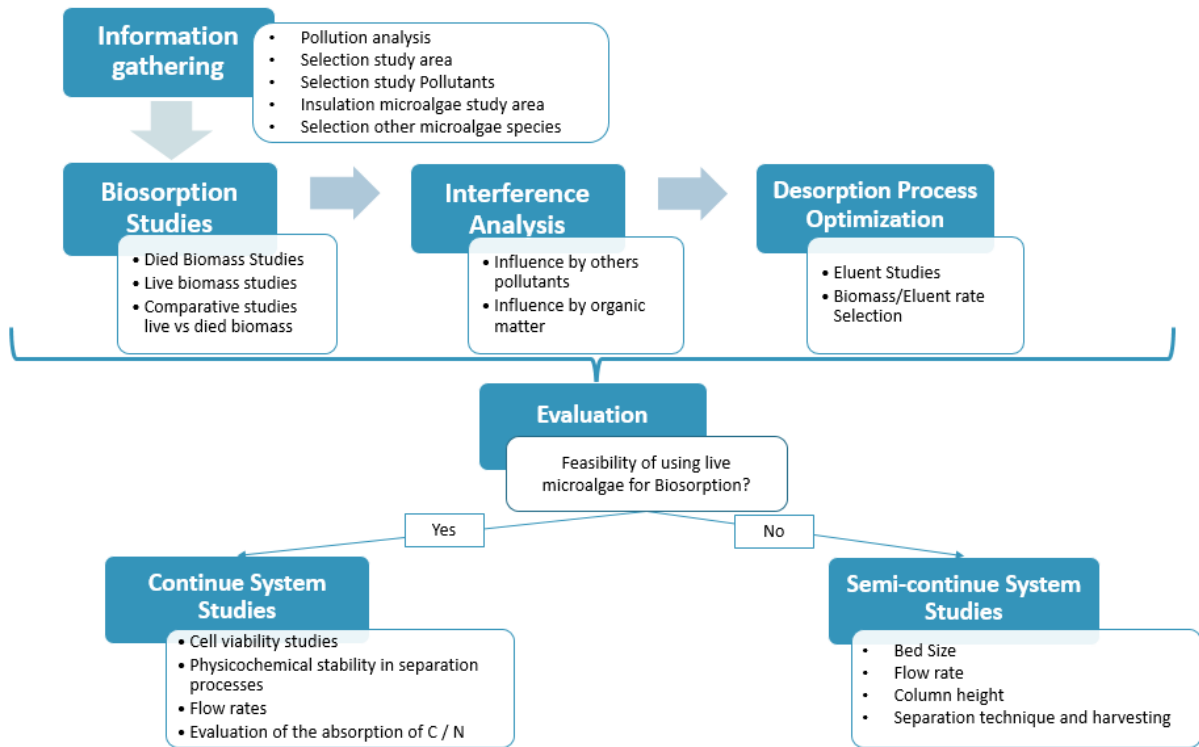 Information
gathering
• Pollution analysis
• Selection study area
• Selection study Pollutants
• Insulation microalgae study area
• Selection other microalgae species
Biosorption
Studies
• Died Biomass Studies
• Live biomass studies
• Comparative studies
live vs died biomass
Interference
Analysis
• Influence by others
pollutants
• Influence by organic
matter
Desorption Process
Optimization
• Eluent Studies
• Biomass/Eluent rate
Selection
Evaluation
Feasibility of using live
microalgae for Biosorption?
Yes
No
Continue System
Studies
• Cell viability studies
• Physicochemical stability in separation
processes
• Flow rates
• Evaluation of the absorption of C / N
Semi-continue System
Studies
• Bed Size
• Flow rate
• Column height
• Separation technique and harvesting